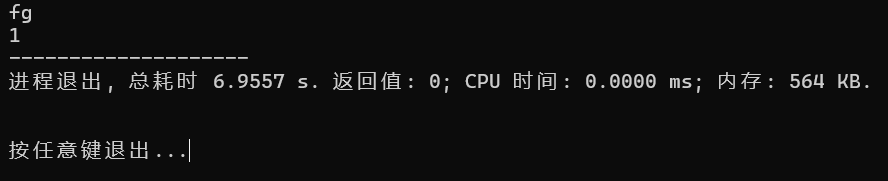 fg
1
--------------------
进程退出, 总耗时 6.9557 s. 返回值: 0; CPU 时间: 0.0000 ms; 内存: 564 KB.
按任意键退出...